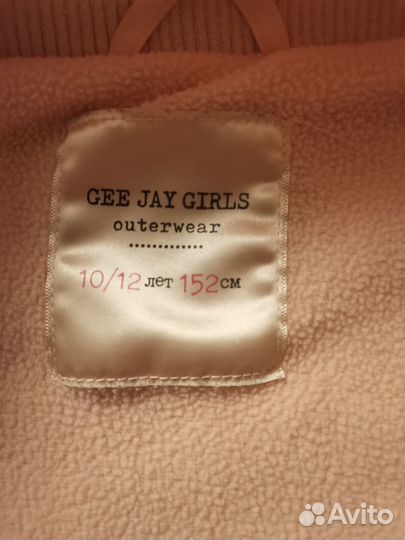 GEE JAY GIRLS
outerwear
10/12 лет 152 см
Avito